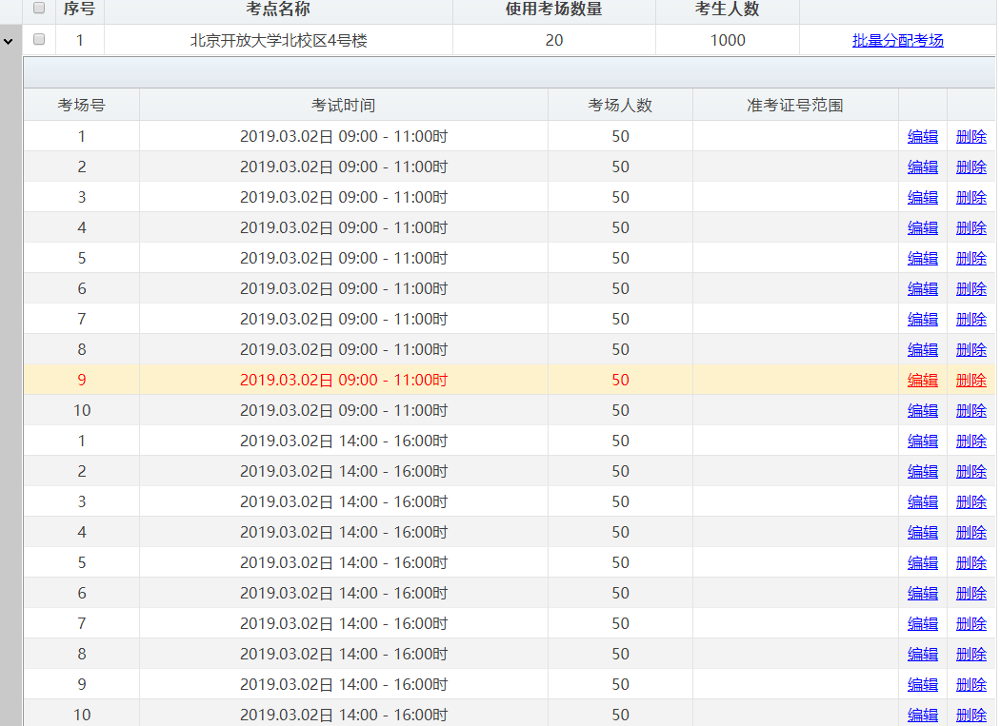 序号 考点名称 使用考场数量 考生人数
1 北京开放大学北校区4号楼 20 1000 批量分配考场
考场号 考试时间 考场人数 准考证号范围
1 2019.03.02日 09:00 - 11:00时 50 编辑 删除
2 2019.03.02日 09:00 - 11:00时 50 编辑 删除
3 2019.03.02日 09:00 - 11:00时 50 编辑 删除
4 2019.03.02日 09:00 - 11:00时 50 编辑 删除
5 2019.03.02日 09:00 - 11:00时 50 编辑 删除
6 2019.03.02日 09:00 - 11:00时 50 编辑 删除
7 2019.03.02日 09:00 - 11:00时 50 编辑 删除
8 2019.03.02日 09:00 - 11:00时 50 编辑 删除
9 2019.03.02日 09:00 - 11:00时 50 编辑 删除
10 2019.03.02日 09:00 - 11:00时 50 编辑 删除
1 2019.03.02日 14:00 - 16:00时 50 编辑 删除
2 2019.03.02日 14:00 - 16:00时 50 编辑 删除
3 2019.03.02日 14:00 - 16:00时 50 编辑 删除
4 2019.03.02日 14:00 - 16:00时 50 编辑 删除
5 2019.03.02日 14:00 - 16:00时 50 编辑 删除
6 2019.03.02日 14:00 - 16:00时 50 编辑 删除
7 2019.03.02日 14:00 - 16:00时 50 编辑 删除
8 2019.03.02日 14:00 - 16:00时 50 编辑 删除
9 2019.03.02日 14:00 - 16:00时 50 编辑 删除
10 2019.03.02日 14:00 - 16:00时 50 编辑 删除